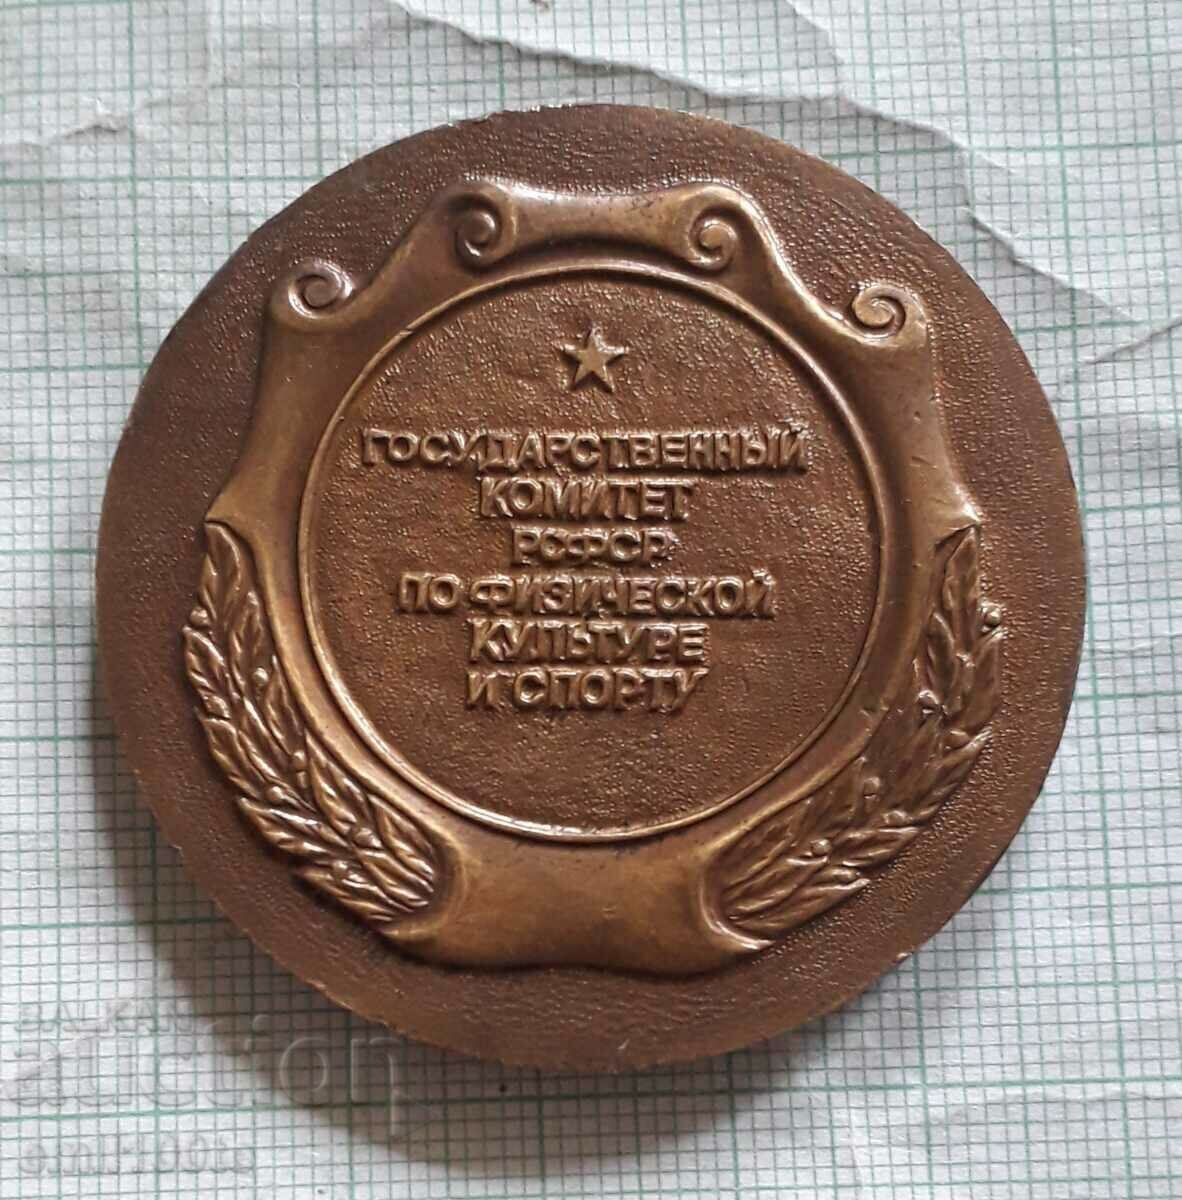 ГОСУДАРСТВЕННЫЙ
КОМИТЕТ
РСФСР
ПО ФИЗИЧЕСКОЙ
КУЛЬТУРЕ
И СПОРТУ